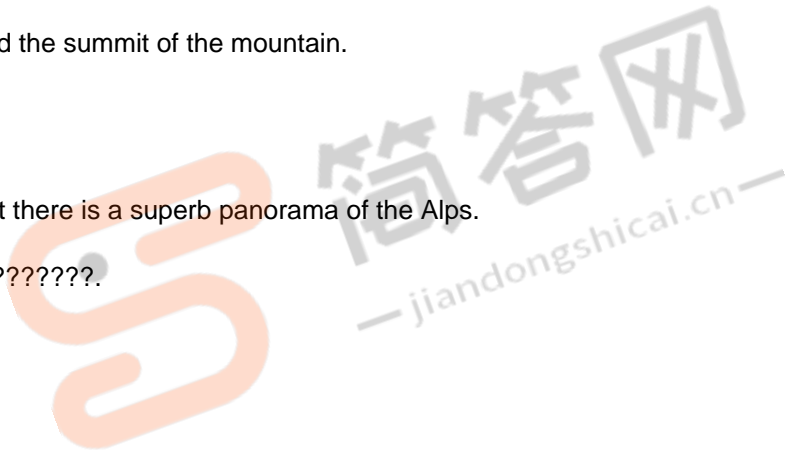 d the summit of the mountain.
t there is a superb panorama of the Alps.
???????.
简答网
jiandongshicai.cn